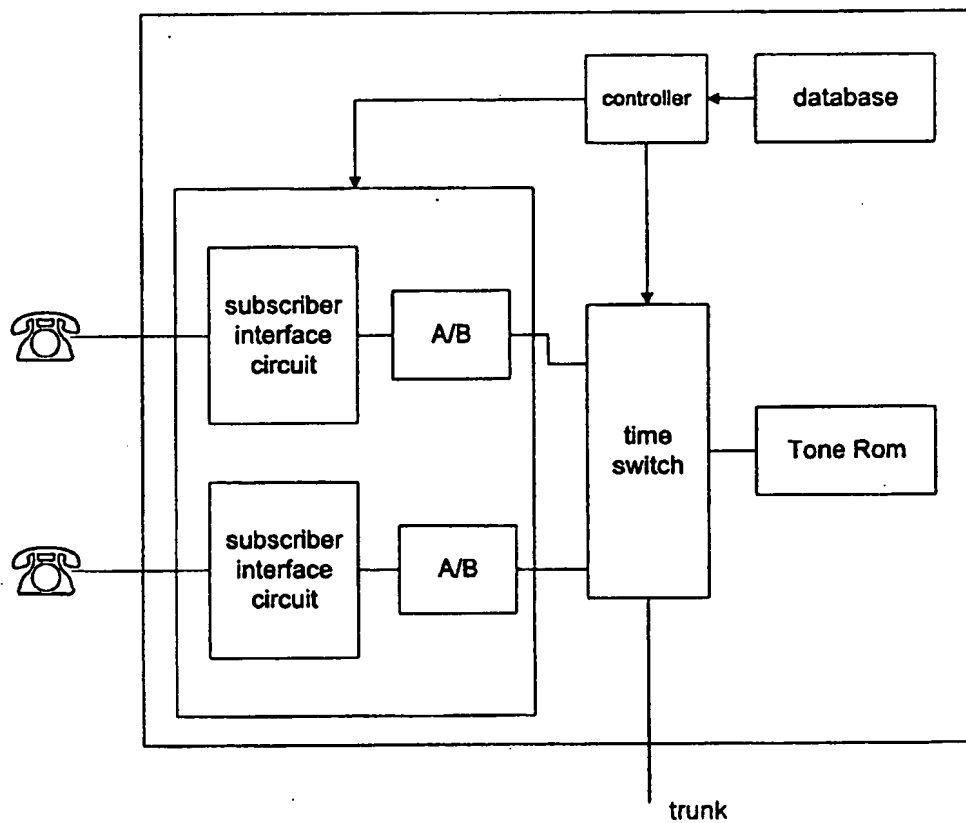 controller
database
subscriber
interface
circuit
A/B
time
switch
Tone Rom
subscriber
interface
circuit
A/B
trunk